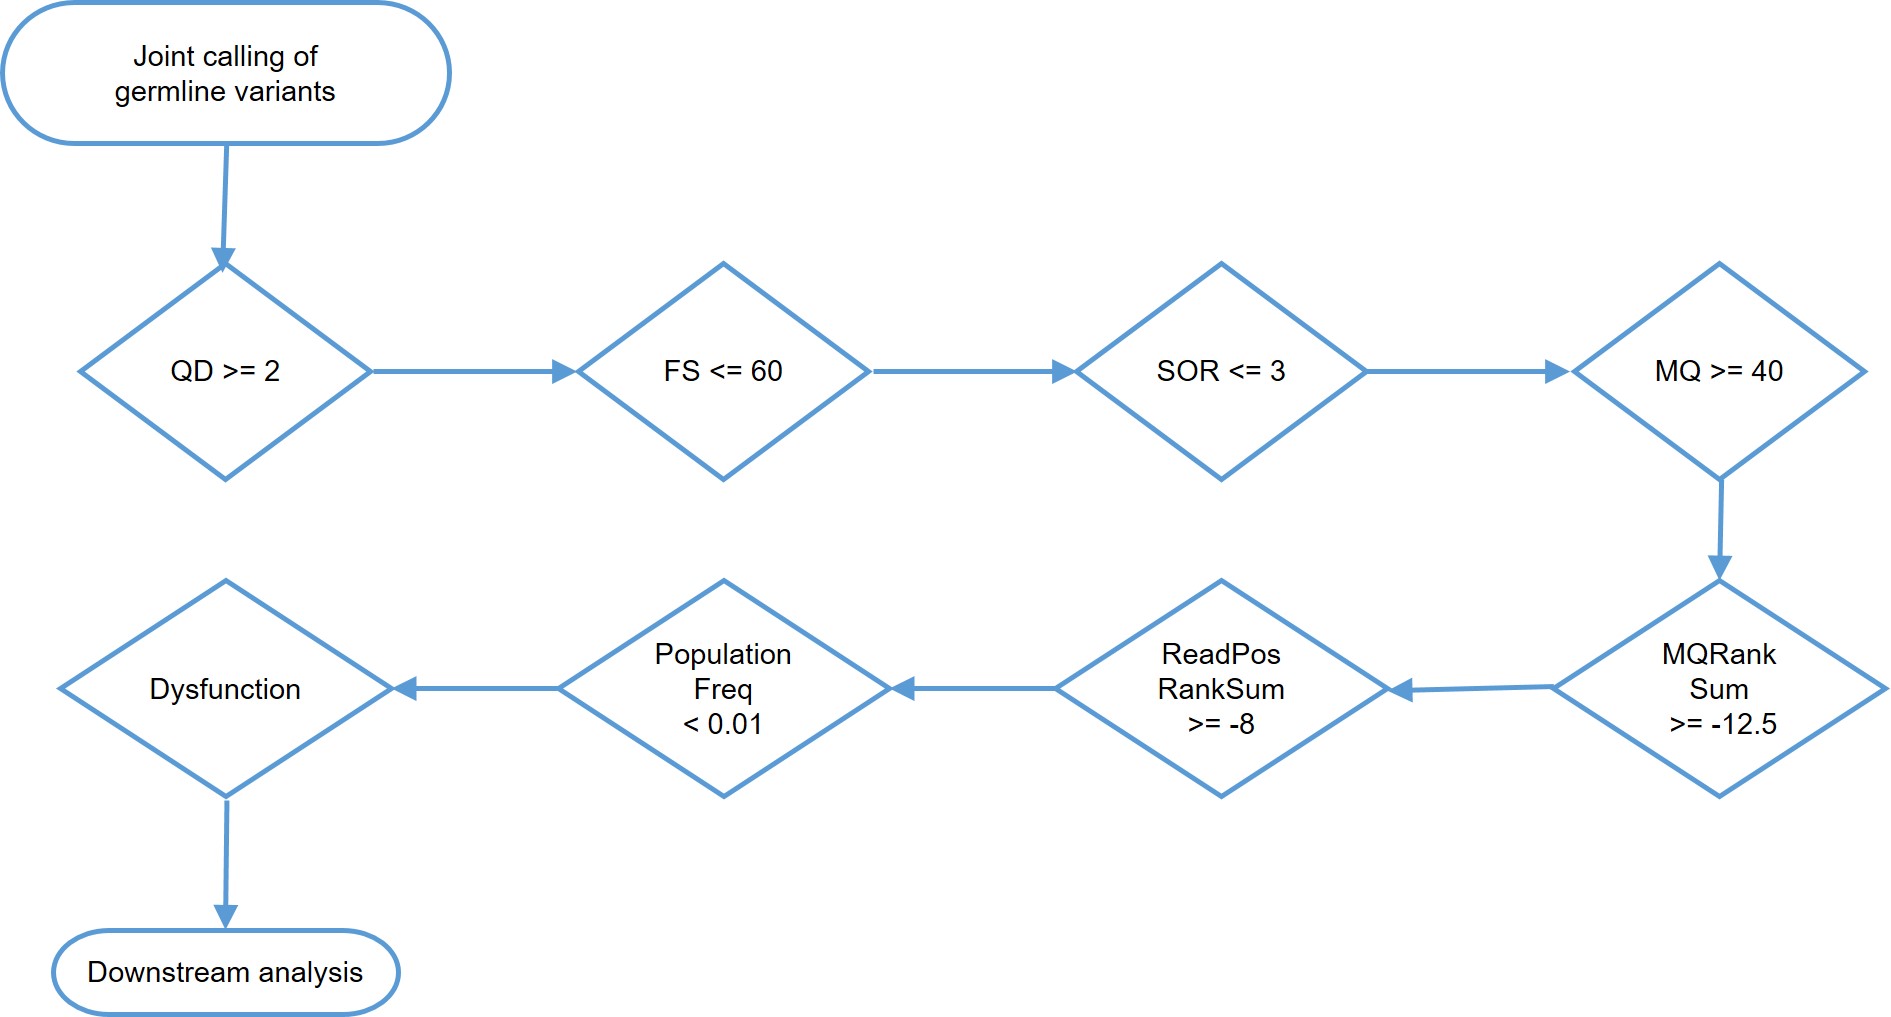 Joint calling of
germline variants
QD >= 2
FS <= 60
SOR <= 3
MQ >= 40
MQRank
Sum
>= -12.5
ReadPos
RankSum
>= -8
Population
Freq
< 0.01
Dysfunction
Downstream analysis